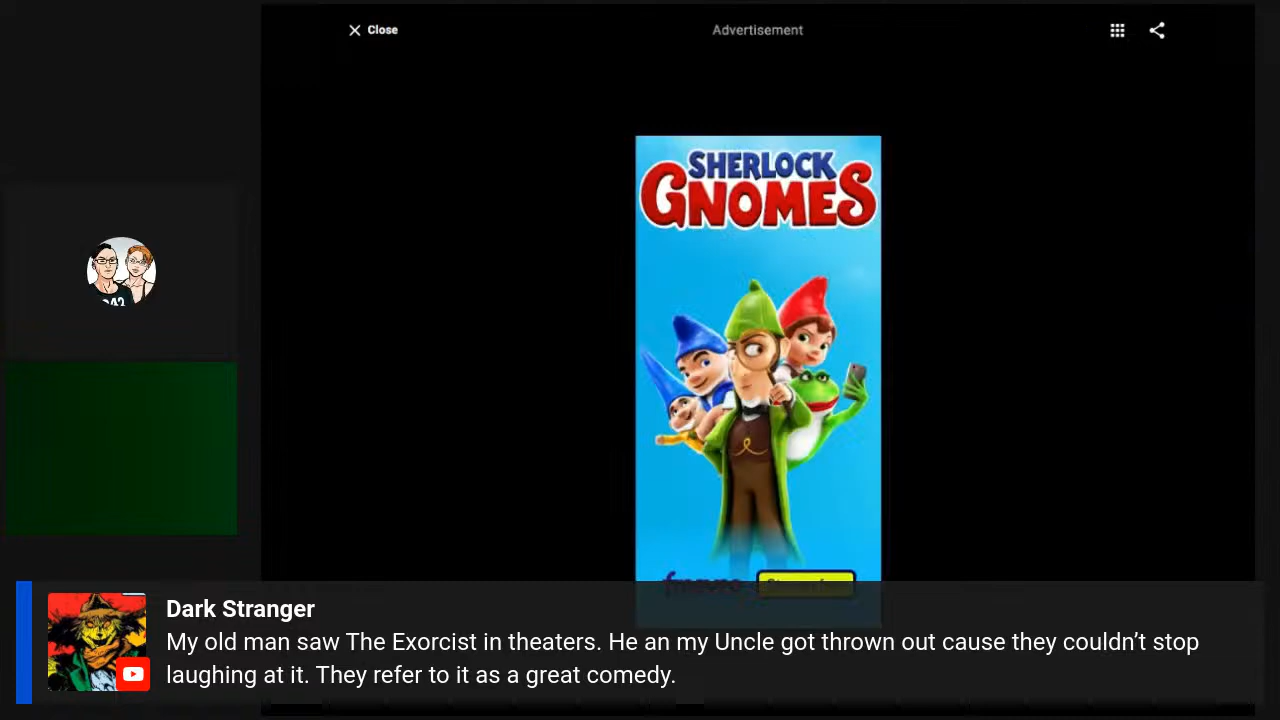 Close
Advertisement
SHERLOCK
GNOMES
Dark Stranger
My old man saw The Exorcist in theaters. He an my Uncle got thrown out cause they couldn’t stop
laughing at it. They refer to it as a great comedy.